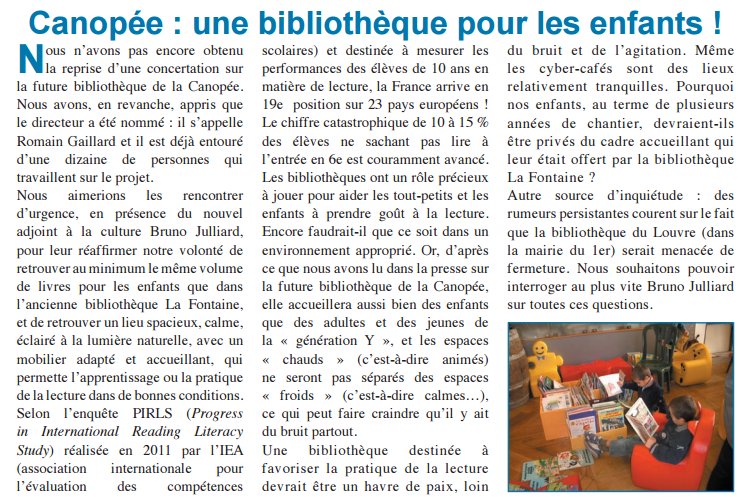 Canopée : une bibliothèque pour les enfants !
Nous n’avons pas encore obtenu
la reprise d’une concertation sur
la future bibliothèque de la Canopée.
Nous avons, en revanche, appris que
le directeur a été nommé : il s’appelle
Romain Gaillard et il est déjà entouré
d’une dizaine de personnes qui
travaillent sur le projet.
Nous aimerions les rencontrer
d’urgence, en présence du nouvel
adjoint à la culture Bruno Julliard,
pour leur réaffirmer notre volonté de
retrouver au minimum le même volume
de livres pour les enfants que dans
l’ancienne bibliothèque La Fontaine,
et de retrouver un lieu spacieux, calme,
éclairé à la lumière naturelle, avec un
mobilier adapté et accueillant, qui
permette l’apprentissage ou la pratique
de la lecture dans de bonnes conditions.
Selon l’enquête PIRLS (Progress
in International Reading Literacy
Study) réalisée en 2011 par l’IEA
(association internationale pour
l’évaluation des compétences
scolaires) et destinée à mesurer les
performances des élèves de 10 ans en
matière de lecture, la France arrive en
19e position sur 23 pays européens !
Le chiffre catastrophique de 10 à 15 %
des élèves ne sachant pas lire à
l’entrée en 6e est couramment avancé.
Les bibliothèques ont un rôle précieux
à jouer pour aider les tout-petits et les
enfants à prendre goût à la lecture.
Encore faudrait-il que ce soit dans un
environnement approprié. Or, d’après
ce que nous avons lu dans la presse sur
la future bibliothèque de la Canopée,
elle accueillera aussi bien des enfants
que des adultes et des jeunes de
la « génération Y », et les espaces
« chauds » (c’est-à-dire animés)
ne seront pas séparés des espaces
« froids » (c’est-à-dire calmes…),
ce qui peut faire craindre qu’il y ait
du bruit partout.
Une bibliothèque destinée à
favoriser la pratique de la lecture
devrait être un havre de paix, loin
du bruit et de l’agitation. Même
les cyber-cafés sont des lieux
relativement tranquilles. Pourquoi
nos enfants, au terme de plusieurs
années de chantier, devraient-ils
être privés du cadre accueillant qui
leur était offert par la bibliothèque
La Fontaine ?
Autre source d’inquiétude : des
rumeurs persistantes courent sur le fait
que la bibliothèque du Louvre (dans
la mairie du 1er) serait menacée de
fermeture. Nous souhaitons pouvoir
interroger au plus vite Bruno Julliard
sur toutes ces questions.